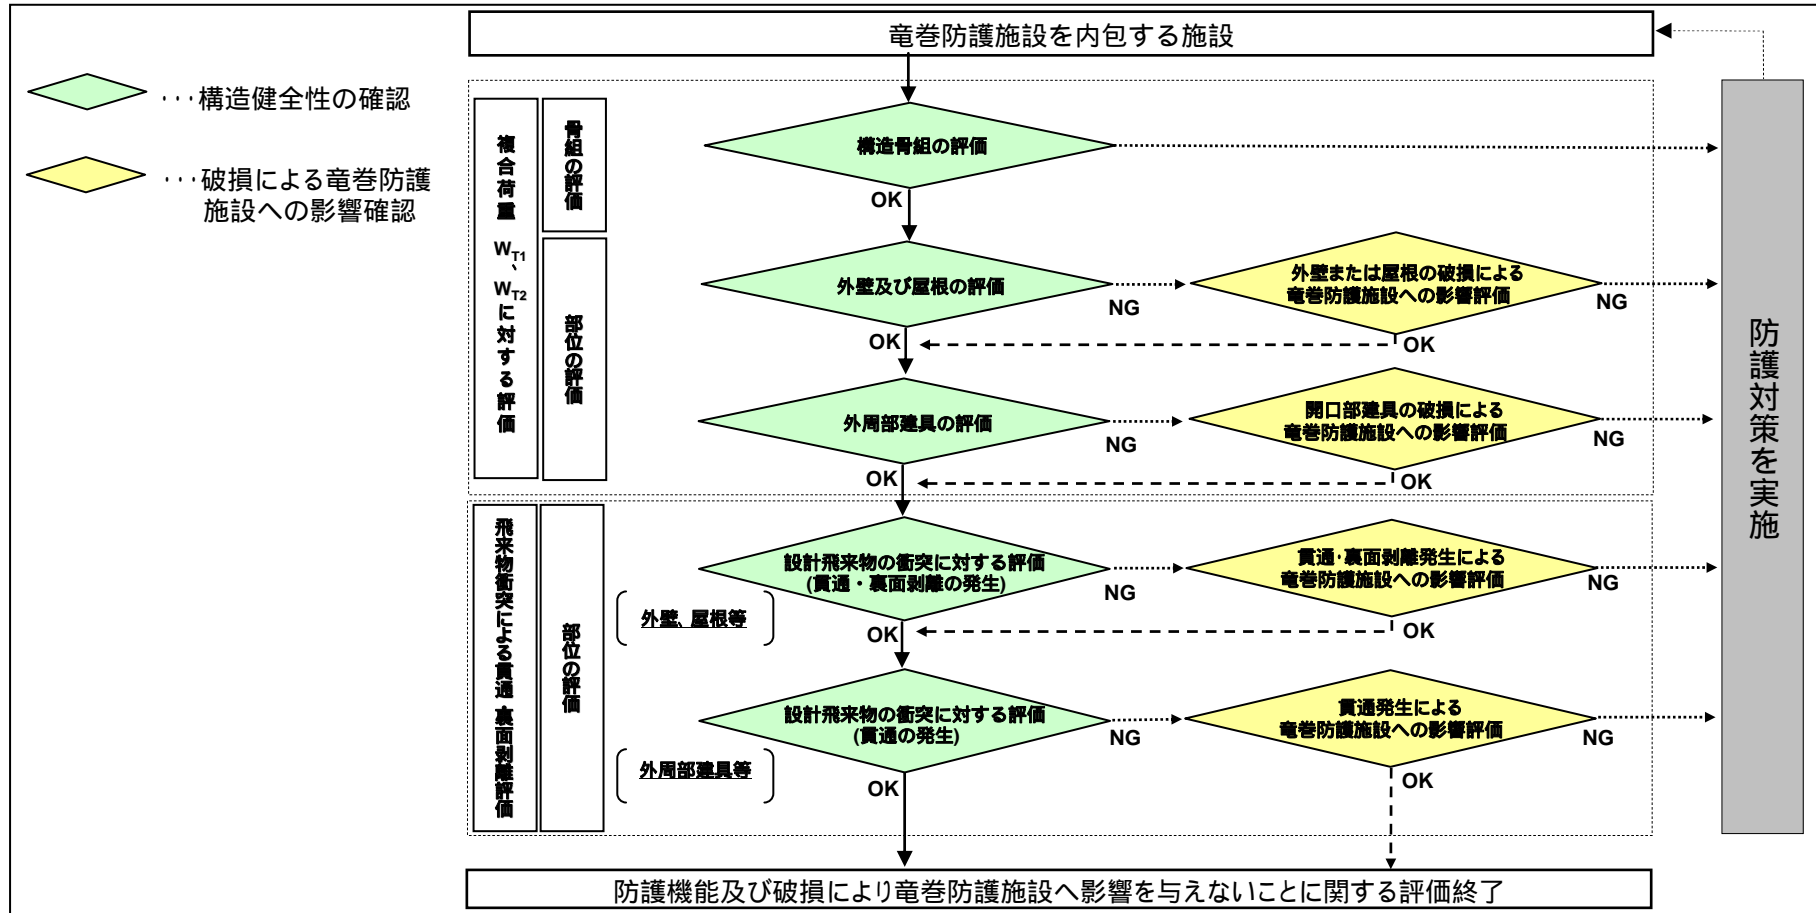 竜巻防護施設を内包する施設
・・・構造健全性の確認
・・・破損による竜巻防護
施設への影響確認
複合荷重 WT1、WT2に対する評価
骨組の評価
構造骨組の評価
OK
部位の評価
外壁及び屋根の評価
NG
外壁または屋根の破損による
竜巻防護施設への影響評価
NG
OK
OK
外周部建具の評価
NG
開口部建具の破損による
竜巻防護施設への影響評価
NG
OK
OK
飛来物衝突による貫通・裏面剥離評価
部位の評価
設計飛来物の衝突に対する評価
(貫通・裏面剥離の発生)
NG
貫通・裏面剥離発生による
竜巻防護施設への影響評価
NG
外壁、屋根等
OK
OK
設計飛来物の衝突に対する評価
(貫通の発生)
NG
貫通発生による
竜巻防護施設への影響評価
NG
外周部建具等
OK
OK
防護対策を実施
防護機能及び破損により竜巻防護施設へ影響を与えないことに関する評価終了